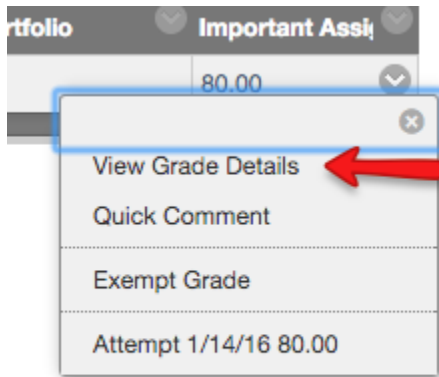 rtfolio Important Assi
80.00
View Grade Details
Quick Comment
Exempt Grade
Attempt 1/14/16 80.00